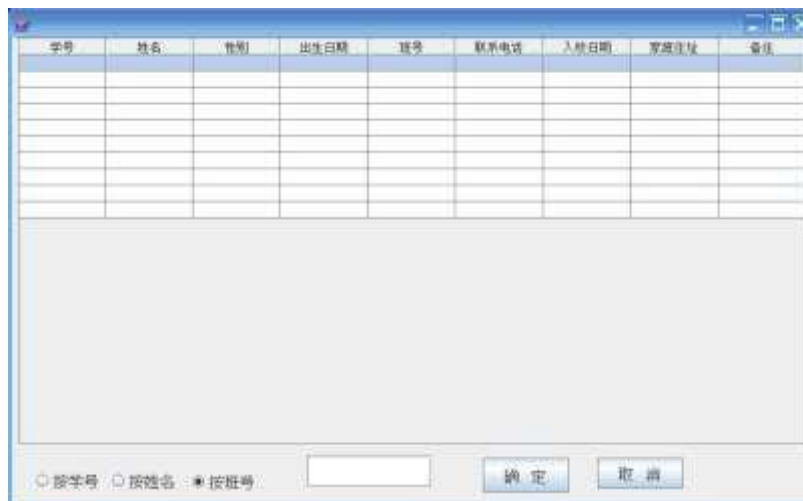 学号 姓名 性别 出生日期 班号 联系电话 入校日期 家庭住址 备注
按学号 按姓名 按班号 确 定 取 消